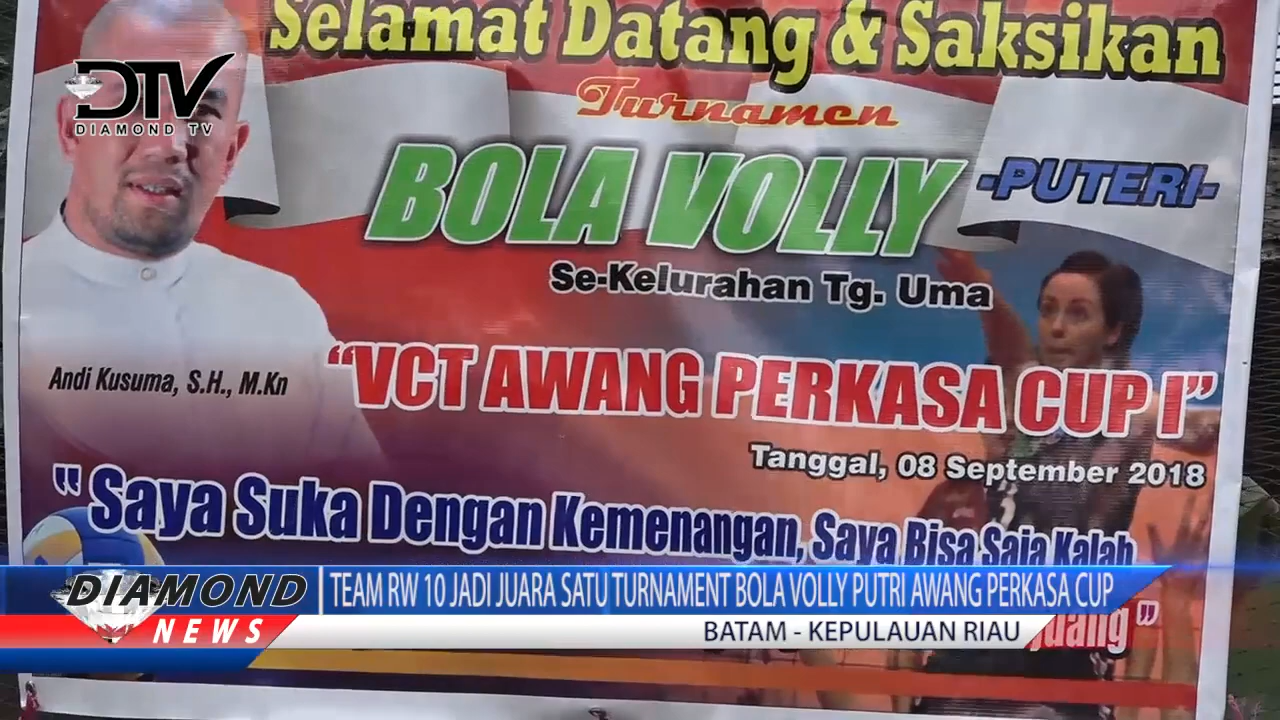 Selamat Datang & Saksikan
DTV
DIAMOND TV
Turnamen
BOLA VOLLY
-PUTERI-
Se-Kelurahan Tg. Uma
Andi Kusuma, S.H., M.Kn
"VCT AWANG PERKASA CUP I"
Tanggal, 08 September 2018
"Saya Suka Dengan Kemenangan, Saya Bisa Saja Kalah
DIAMOND
NEWS
TEAM RW 10 JADI JUARA SATU TURNAMENT BOLA VOLLY PUTRI AWANG PERKASA CUP
BATAM - KEPULAUAN RIAU